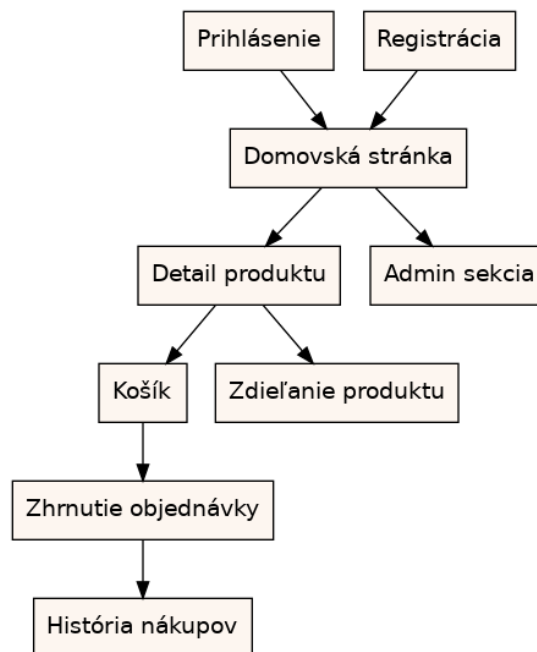 Prihlásenie
Registrácia
Domovská stránka
Detail produktu
Admin sekcia
Košík
Zdieľanie produktu
Zhrnutie objednávky
História nákupov